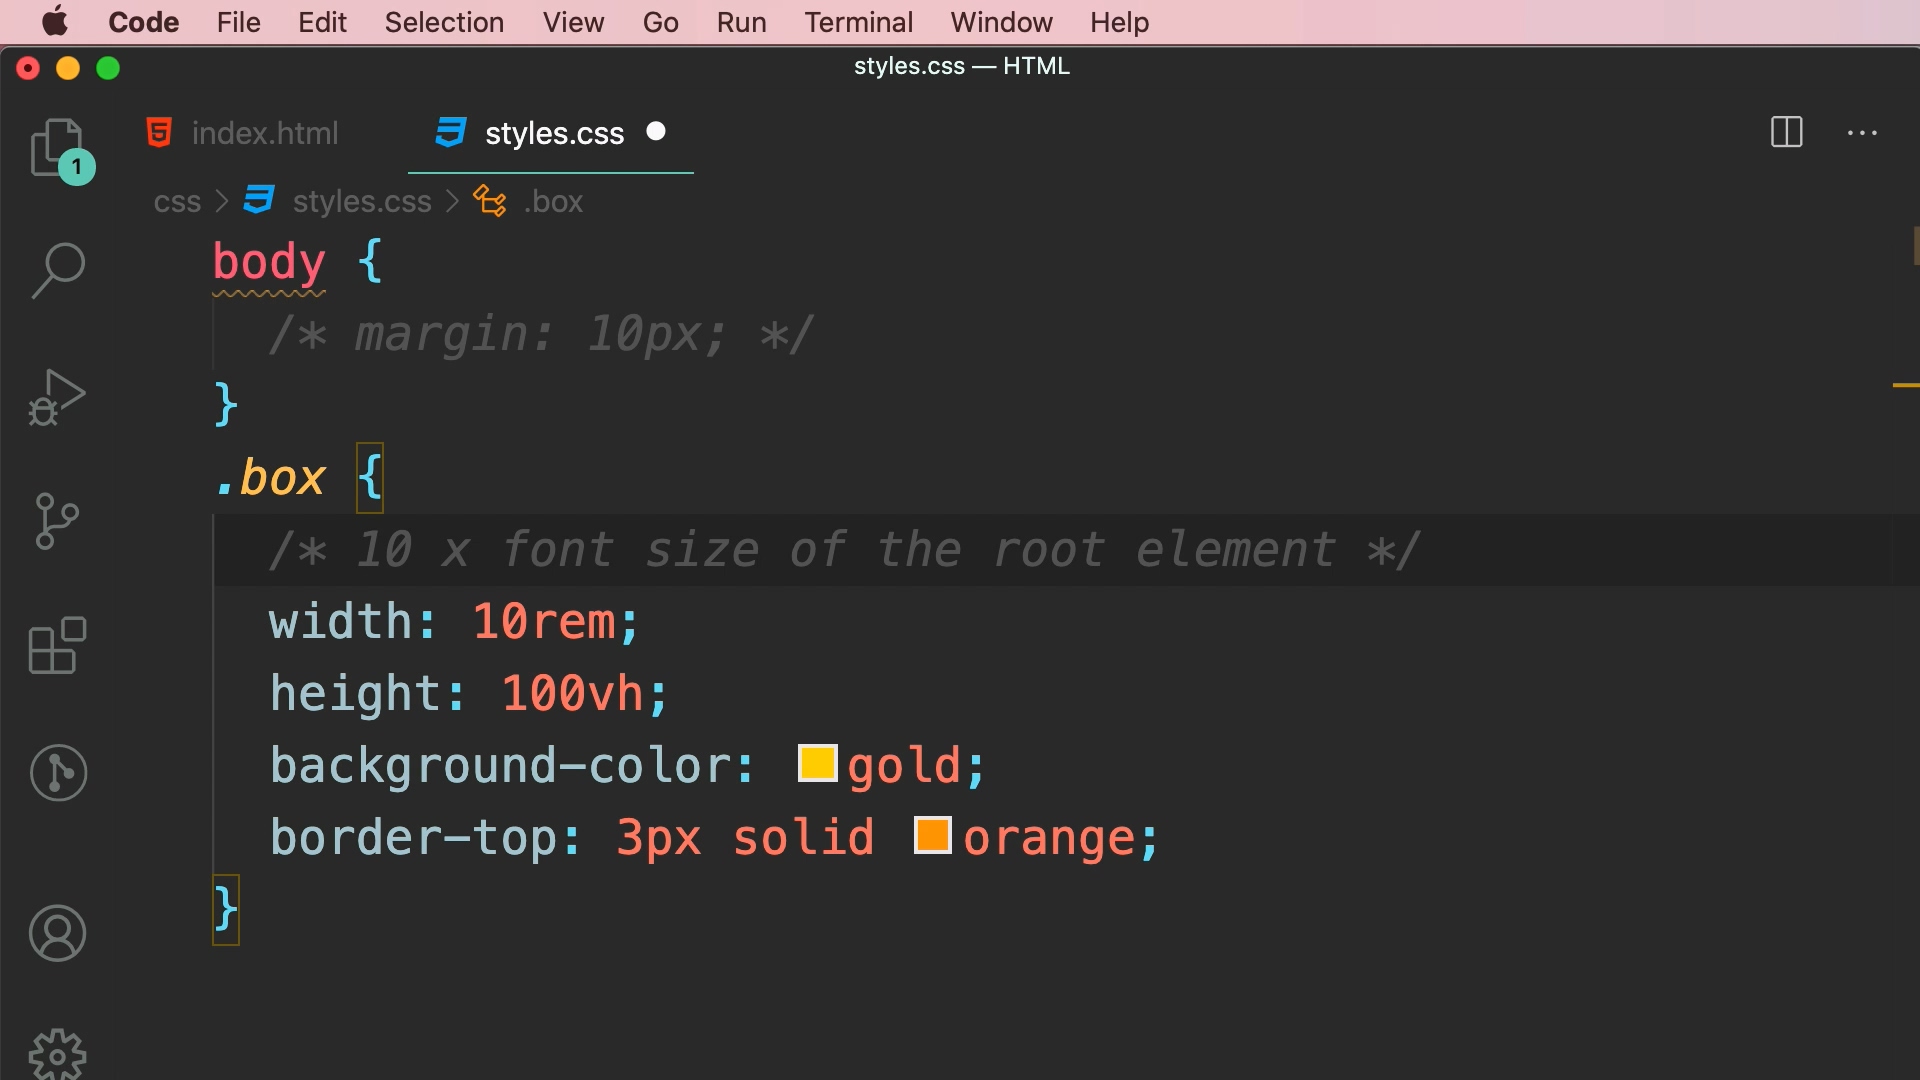 Code File Edit Selection View Go Run Terminal Window Help
styles.css — HTML
index.html styles.css
1
css > styles.css > .box
body {
/* margin: 10px; */
}
.box {
/* 10 x font size of the root element */
width: 10rem;
height: 100vh;
background-color: gold;
border-top: 3px solid orange;
}